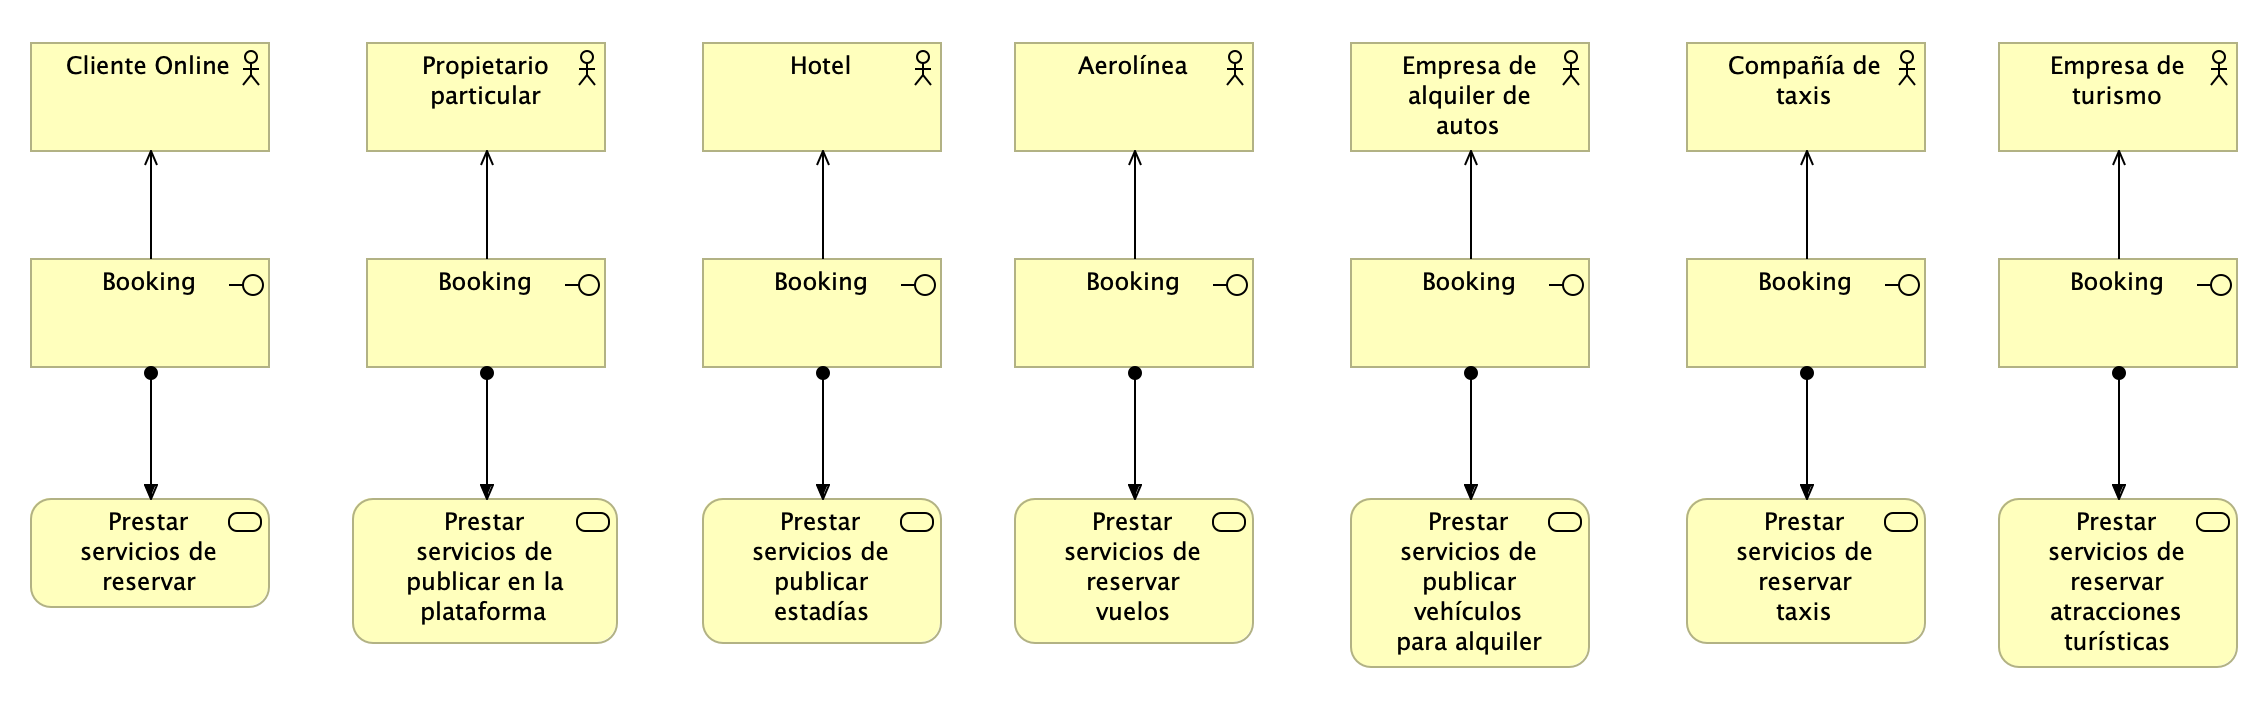 Cliente Online
Propietario
particular
Hotel
Aerolínea
Empresa de
alquiler de
autos
Compañía de
taxis
Empresa de
turismo
Booking
Booking
Booking
Booking
Booking
Booking
Booking
Prestar
servicios de
reservar
Prestar
servicios de
publicar en la
plataforma
Prestar
servicios de
publicar
estadías
Prestar
servicios de
reservar
vuelos
Prestar
servicios de
publicar
vehículos
para alquiler
Prestar
servicios de
reservar
taxis
Prestar
servicios de
reservar
atracciones
turísticas